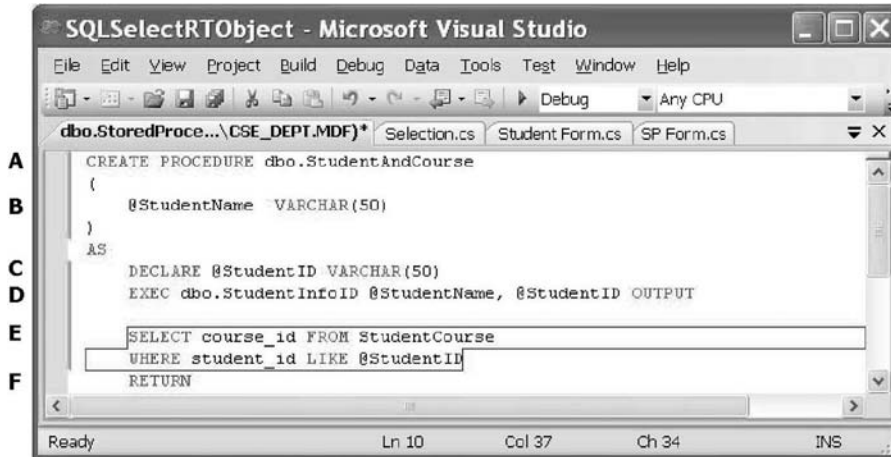 SQLSelectRTObject - Microsoft Visual Studio
File Edit View Project Build Debug Data Tools Test Window Help
Debug Any CPU
dbo.StoredProce...\CSE_DEPT.MDF)* Selection.cs Student Form.cs SP Form.cs
A CREATE PROCEDURE dbo.StudentAndCourse
(
B @StudentName VARCHAR(50)
)
AS
C DECLARE @StudentID VARCHAR(50)
D EXEC dbo.StudentInfoID @StudentName, @StudentID OUTPUT
E SELECT course_id FROM StudentCourse
WHERE student_id LIKE @StudentID
F RETURN
Ready Ln 10 Col 37 Ch 34 INS